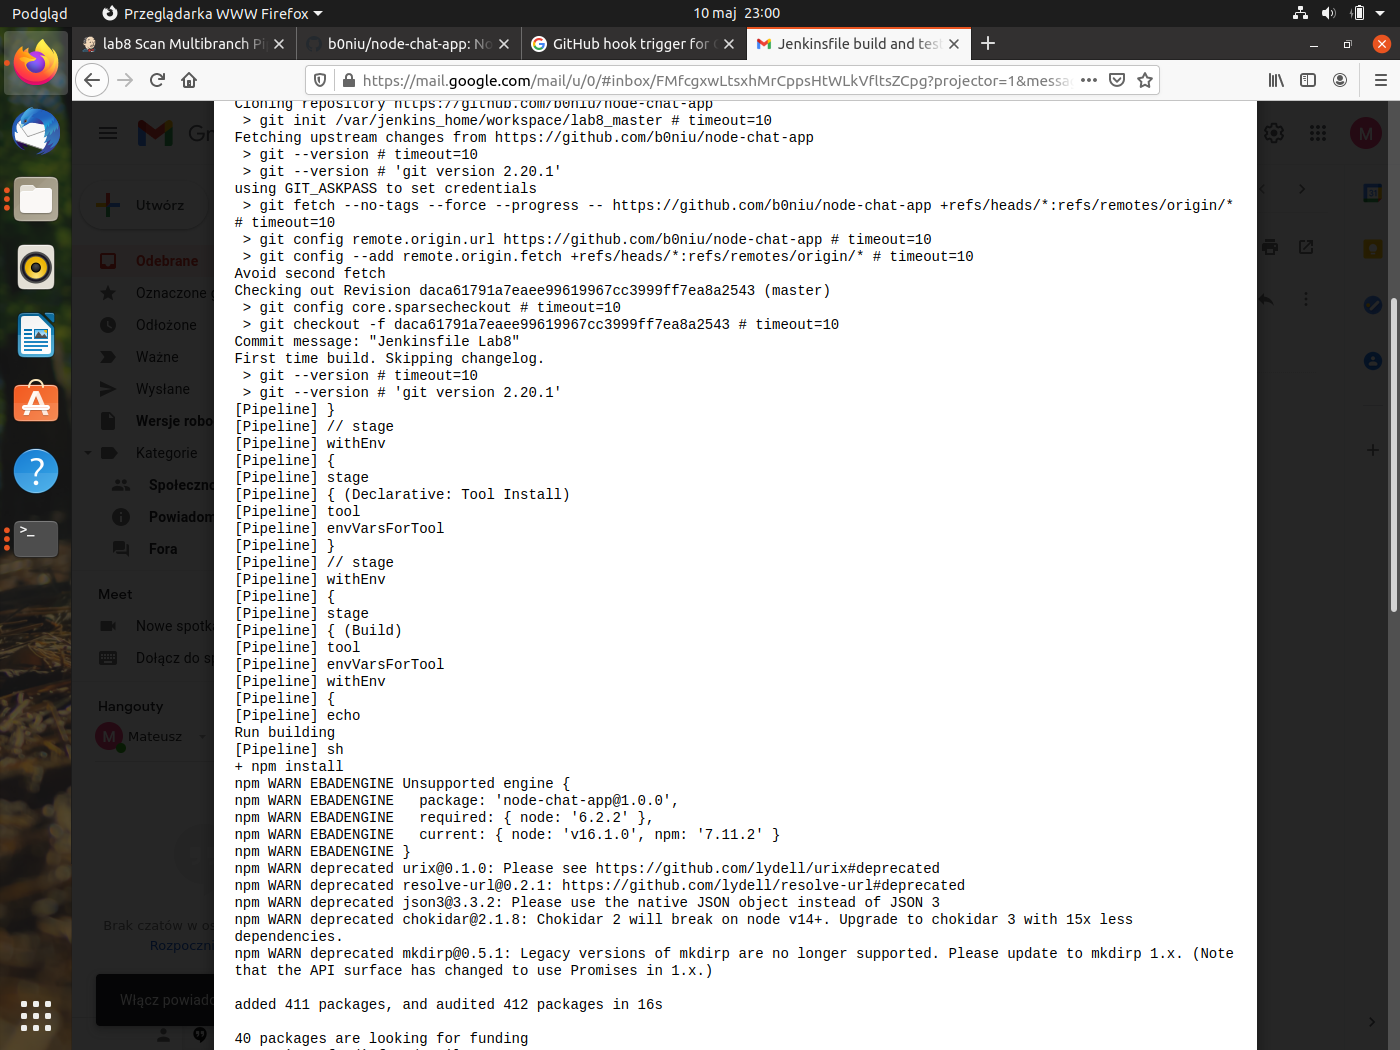 Podgląd
Przeglądarka WWW Firefox
10 maj 23:00
lab8 Scan Multibranch Pi
b0niu/node-chat-app: No
GitHub hook trigger for
Jenkinsfile build and tes
https://mail.google.com/mail/u/0/#inbox/FMfcgxwLtsxhMrCppsHtWLkVfltsZCpg?projector=1&messa
Utwórz
Odebrane
Oznaczone
Odłożone
Ważne
Wysłane
Wersje robo
Kategorie
Społeczno
Powiadom
Fora
Meet
Nowe spotka
Dołącz do sp
Hangouty
M Mateusz
M
Brak czatów w os
Rozpoczni
Włącz powiado
Cloning repository https://github.com/b0niu/node-chat-app
> git init /var/jenkins_home/workspace/lab8_master # timeout=10
Fetching upstream changes from https://github.com/b0niu/node-chat-app
> git --version # timeout=10
> git --version # 'git version 2.20.1'
using GIT_ASKPASS to set credentials
> git fetch --no-tags --force --progress -- https://github.com/b0niu/node-chat-app +refs/heads/*:refs/remotes/origin/*
# timeout=10
> git config remote.origin.url https://github.com/b0niu/node-chat-app # timeout=10
> git config --add remote.origin.fetch +refs/heads/*:refs/remotes/origin/* # timeout=10
Avoid second fetch
Checking out Revision daca61791a7eaee99619967cc3999ff7ea8a2543 (master)
> git config core.sparsecheckout # timeout=10
> git checkout -f daca61791a7eaee99619967cc3999ff7ea8a2543 # timeout=10
Commit message: "Jenkinsfile Lab8"
First time build. Skipping changelog.
> git --version # timeout=10
> git --version # 'git version 2.20.1'
[Pipeline] }
[Pipeline] // stage
[Pipeline] withEnv
[Pipeline] {
[Pipeline] stage
[Pipeline] { (Declarative: Tool Install)
[Pipeline] tool
[Pipeline] envVarsForTool
[Pipeline] }
[Pipeline] // stage
[Pipeline] withEnv
[Pipeline] {
[Pipeline] stage
[Pipeline] { (Build)
[Pipeline] tool
[Pipeline] envVarsForTool
[Pipeline] withEnv
[Pipeline] {
[Pipeline] echo
Run building
[Pipeline] sh
+ npm install
npm WARN EBADENGINE Unsupported engine {
npm WARN EBADENGINE   package: 'node-chat-app@1.0.0',
npm WARN EBADENGINE   required: { node: '6.2.2' },
npm WARN EBADENGINE   current: { node: 'v16.1.0', npm: '7.11.2' }
npm WARN EBADENGINE }
npm WARN deprecated urix@0.1.0: Please see https://github.com/lydell/urix#deprecated
npm WARN deprecated resolve-url@0.2.1: https://github.com/lydell/resolve-url#deprecated
npm WARN deprecated json3@3.3.2: Please use the native JSON object instead of JSON 3
npm WARN deprecated chokidar@2.1.8: Chokidar 2 will break on node v14+. Upgrade to chokidar 3 with 15x less
dependencies.
npm WARN deprecated mkdirp@0.5.1: Legacy versions of mkdirp are no longer supported. Please update to mkdirp 1.x. (Note
that the API surface has changed to use Promises in 1.x.)
added 411 packages, and audited 412 packages in 16s
40 packages are looking for funding